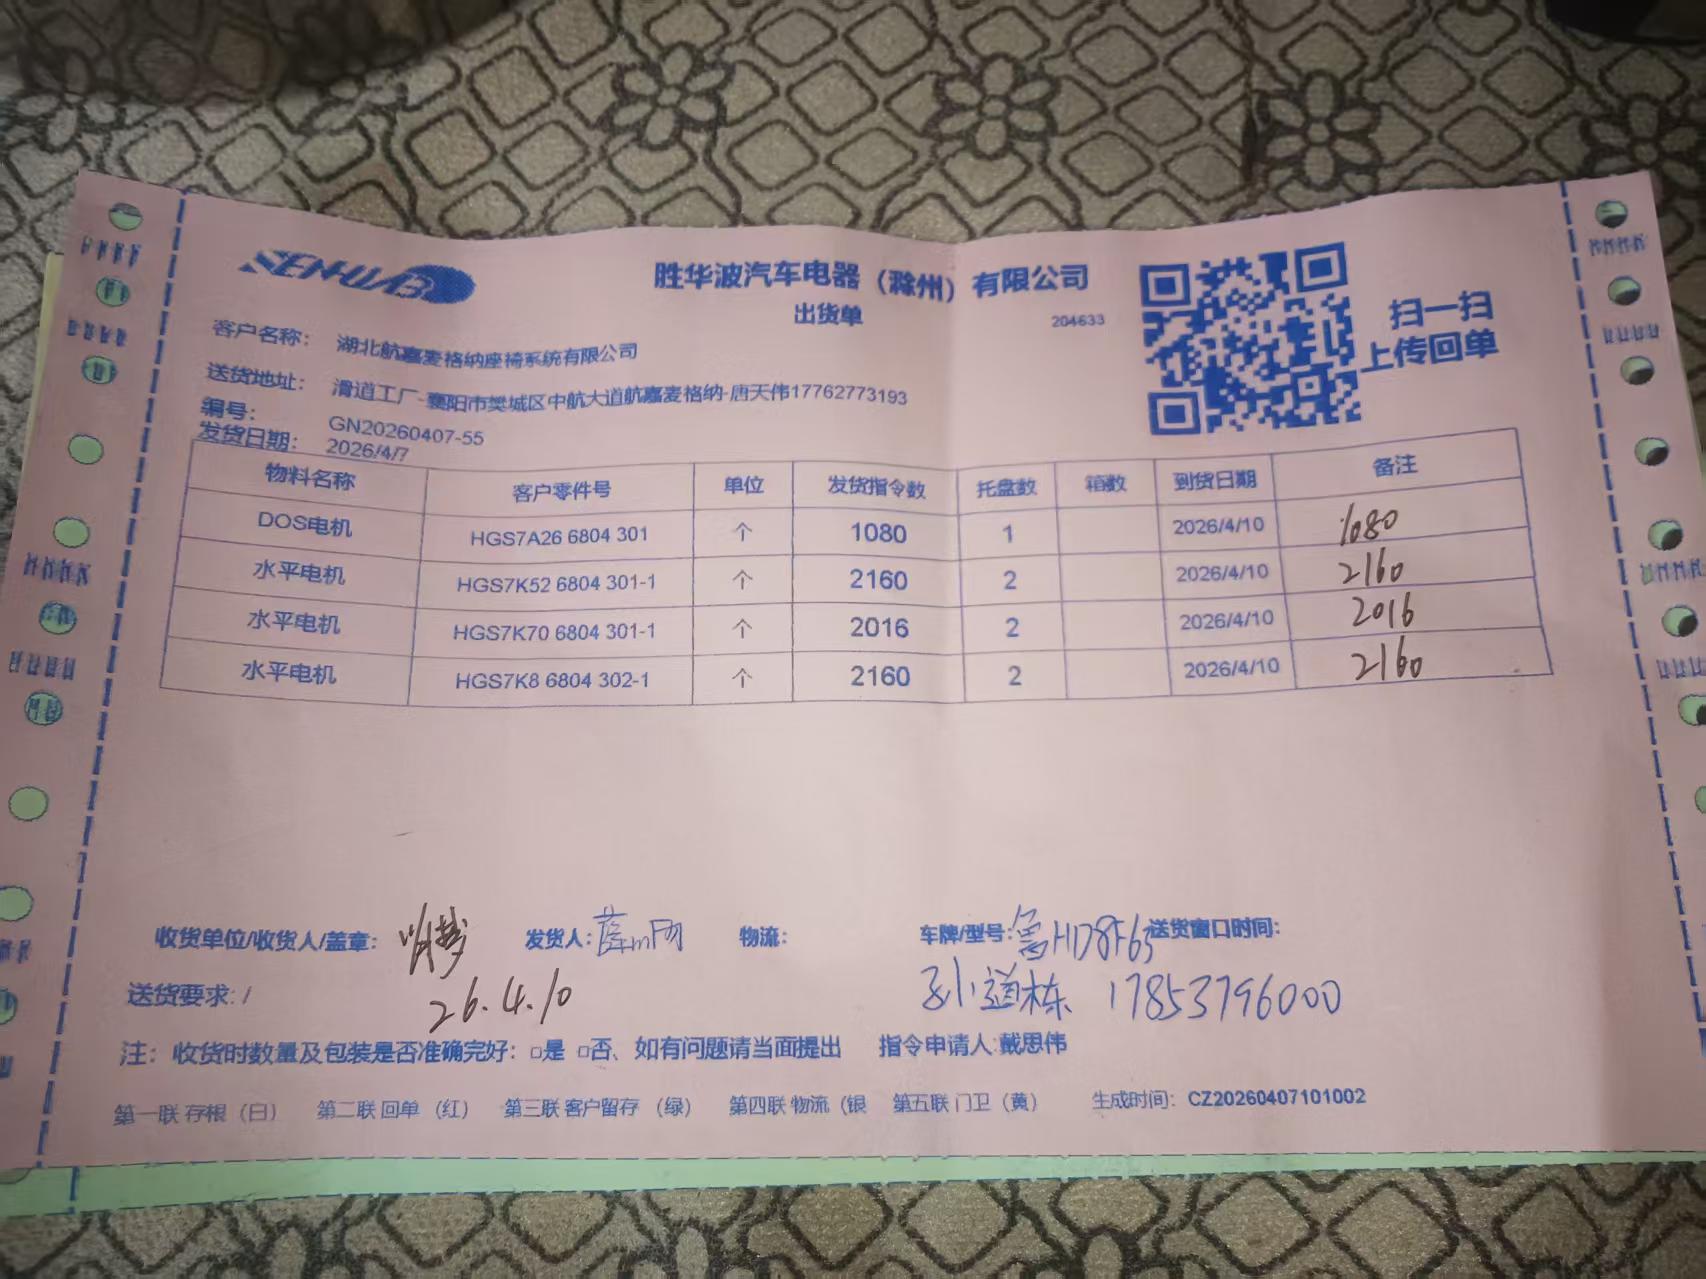 SENHUAB
胜华波汽车电器（滁州）有限公司
出货单
204633
扫一扫
上传回单
客户名称： 湖北航嘉麦格纳座椅系统有限公司
送货地址： 滑道工厂-襄阳市樊城区中航大道航嘉麦格纳-唐天伟17762773193
编号： GN20260407-55
发货日期： 2026/4/7
物料名称 客户零件号 单位 发货指令数 托盘数 箱数 到货日期 备注
DOS电机 HGS7A26 6804 301 个 1080 1 2026/4/10 1080
水平电机 HGS7K52 6804 301-1 个 2160 2 2026/4/10 2160
水平电机 HGS7K70 6804 301-1 个 2016 2 2026/4/10 2016
水平电机 HGS7K8 6804 302-1 个 2160 2 2026/4/10 2160
收货单位/收货人/盖章： 发货人： 物流： 车牌/型号：鲁HD8F65 送货窗口时间：
送货要求：/ 26.4.10 孙道栋 17853796000
注： 收货时数量及包装是否准确完好：□是 □否、如有问题请当面提出 指令申请人:戴思伟
第一联 存根（白） 第二联 回单（红） 第三联 客户留存（绿） 第四联 物流（银 第五联 门卫（黄） 生成时间：CZ20260407101002